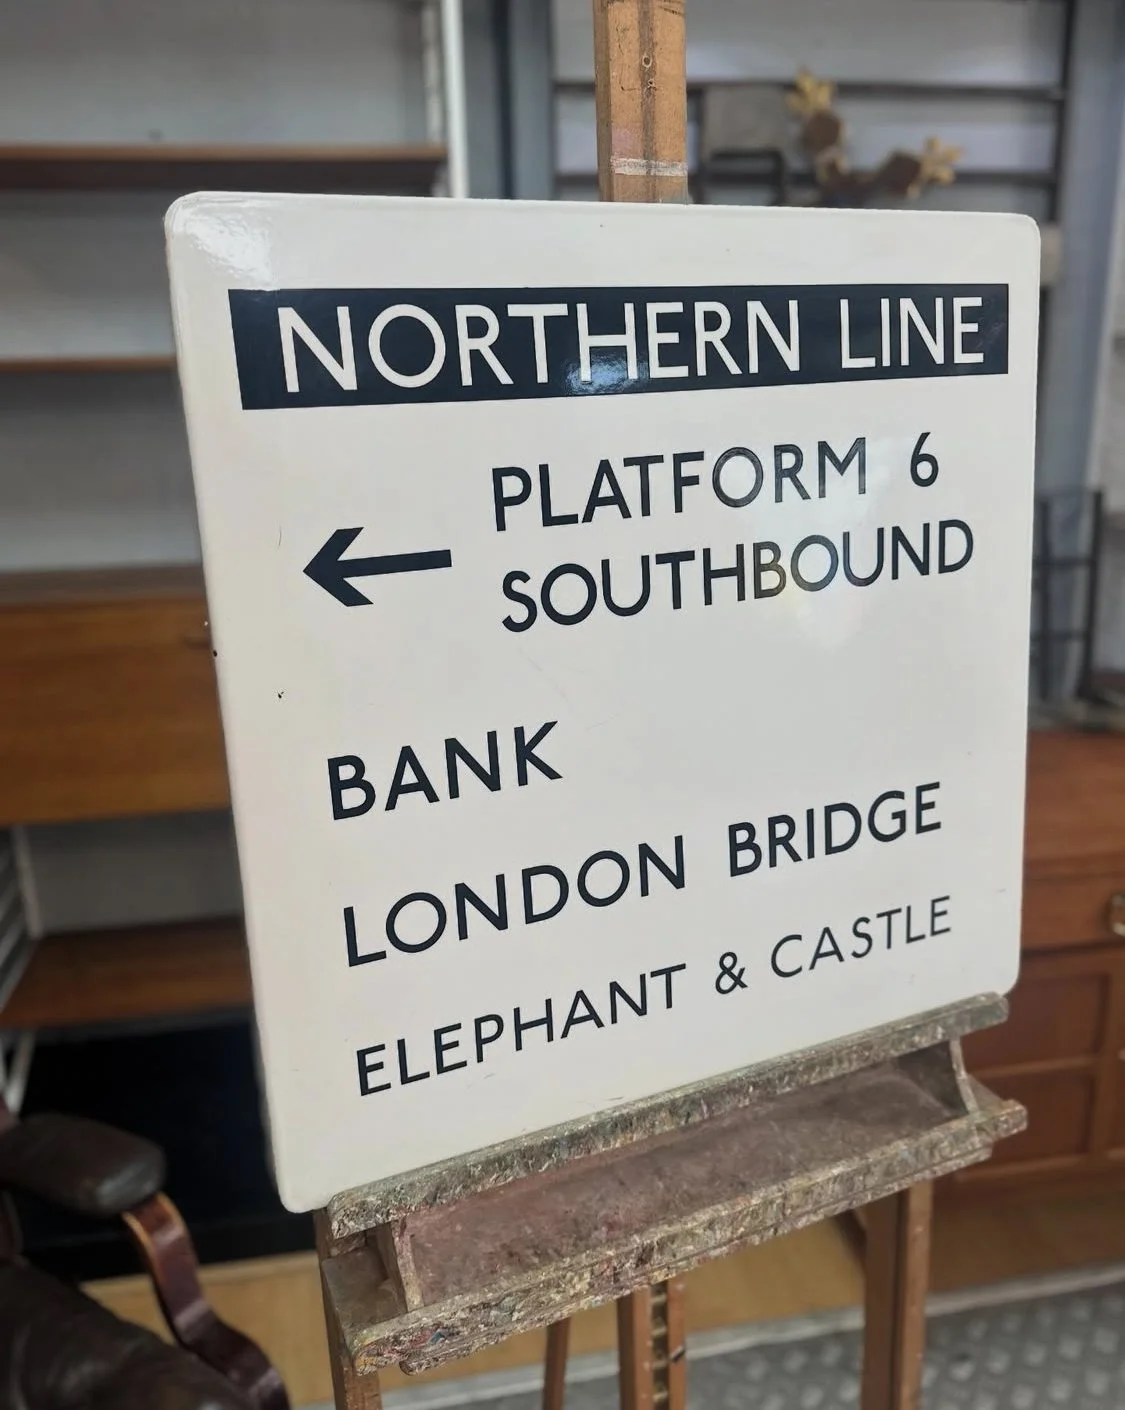 NORTHERN LINE
← PLATFORM 6
SOUTHBOUND
BANK
LONDON BRIDGE
ELEPHANT & CASTLE